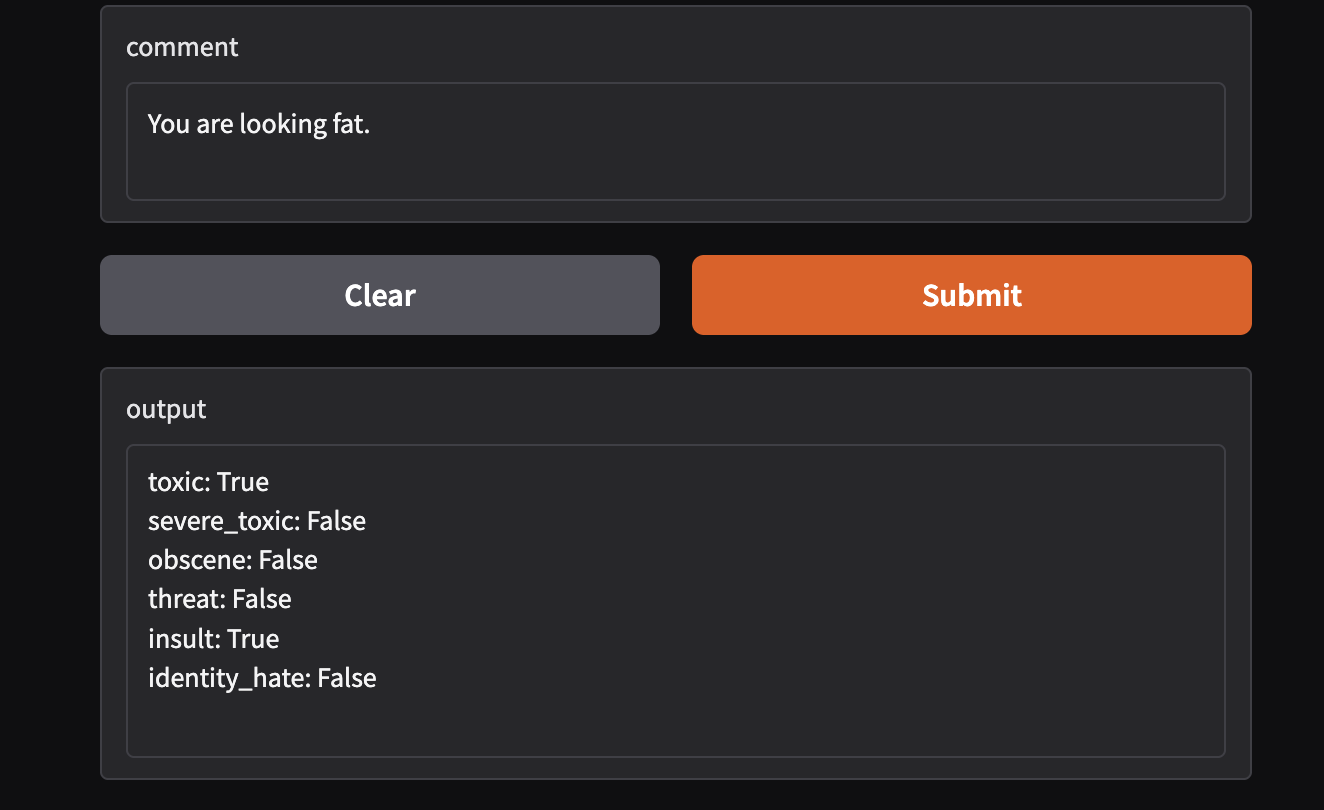 comment
You are looking fat.
Clear
Submit
output
toxic: True
severe_toxic: False
obscene: False
threat: False
insult: True
identity_hate: False